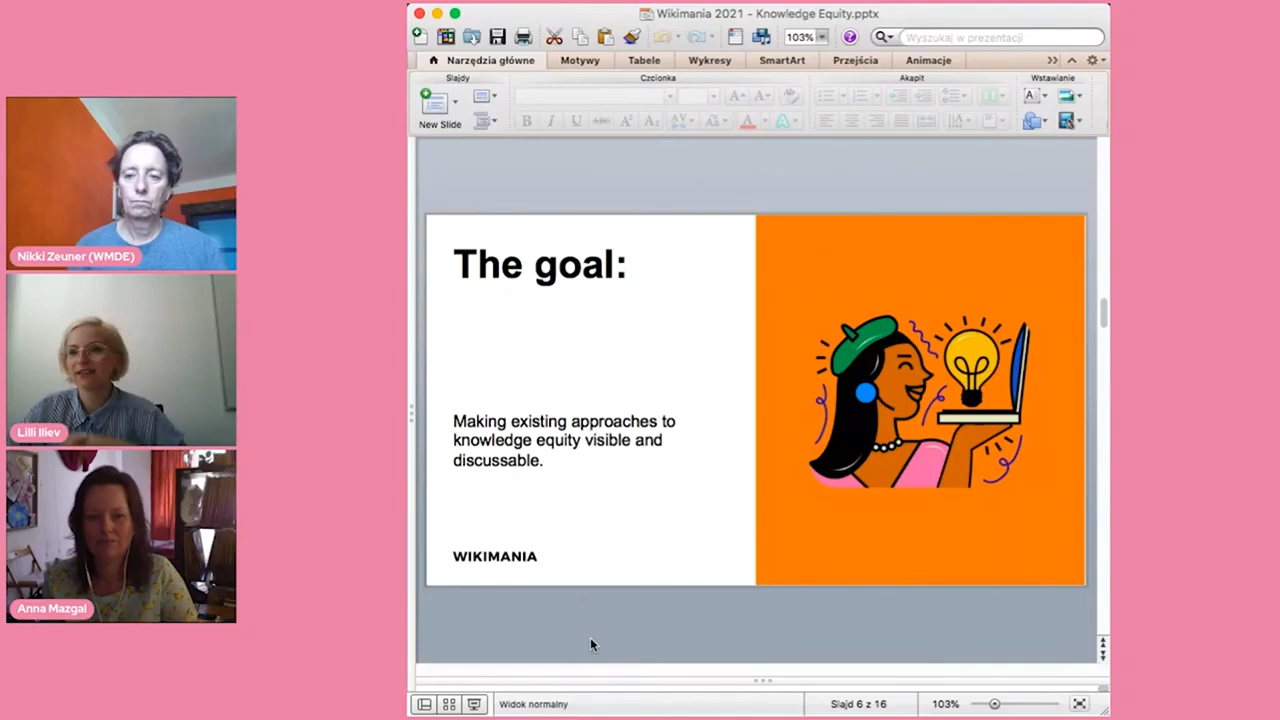 Wikimania 2021 - Knowledge Equity.pptx
103%
Wyszukaj w prezentacji
Narzędzia główne Motywy Tabele Wykresy SmartArt Przejścia Animacje
Slajdy Czcionka Akapit Wstawianie
New Slide
Nikki Zeuner (WMDE)
Lilli Iliev
Anna Mazgal
The goal:
Making existing approaches to
knowledge equity visible and
discussable.
WIKIMANIA
Widok normalny Slajd 6 z 16 103%